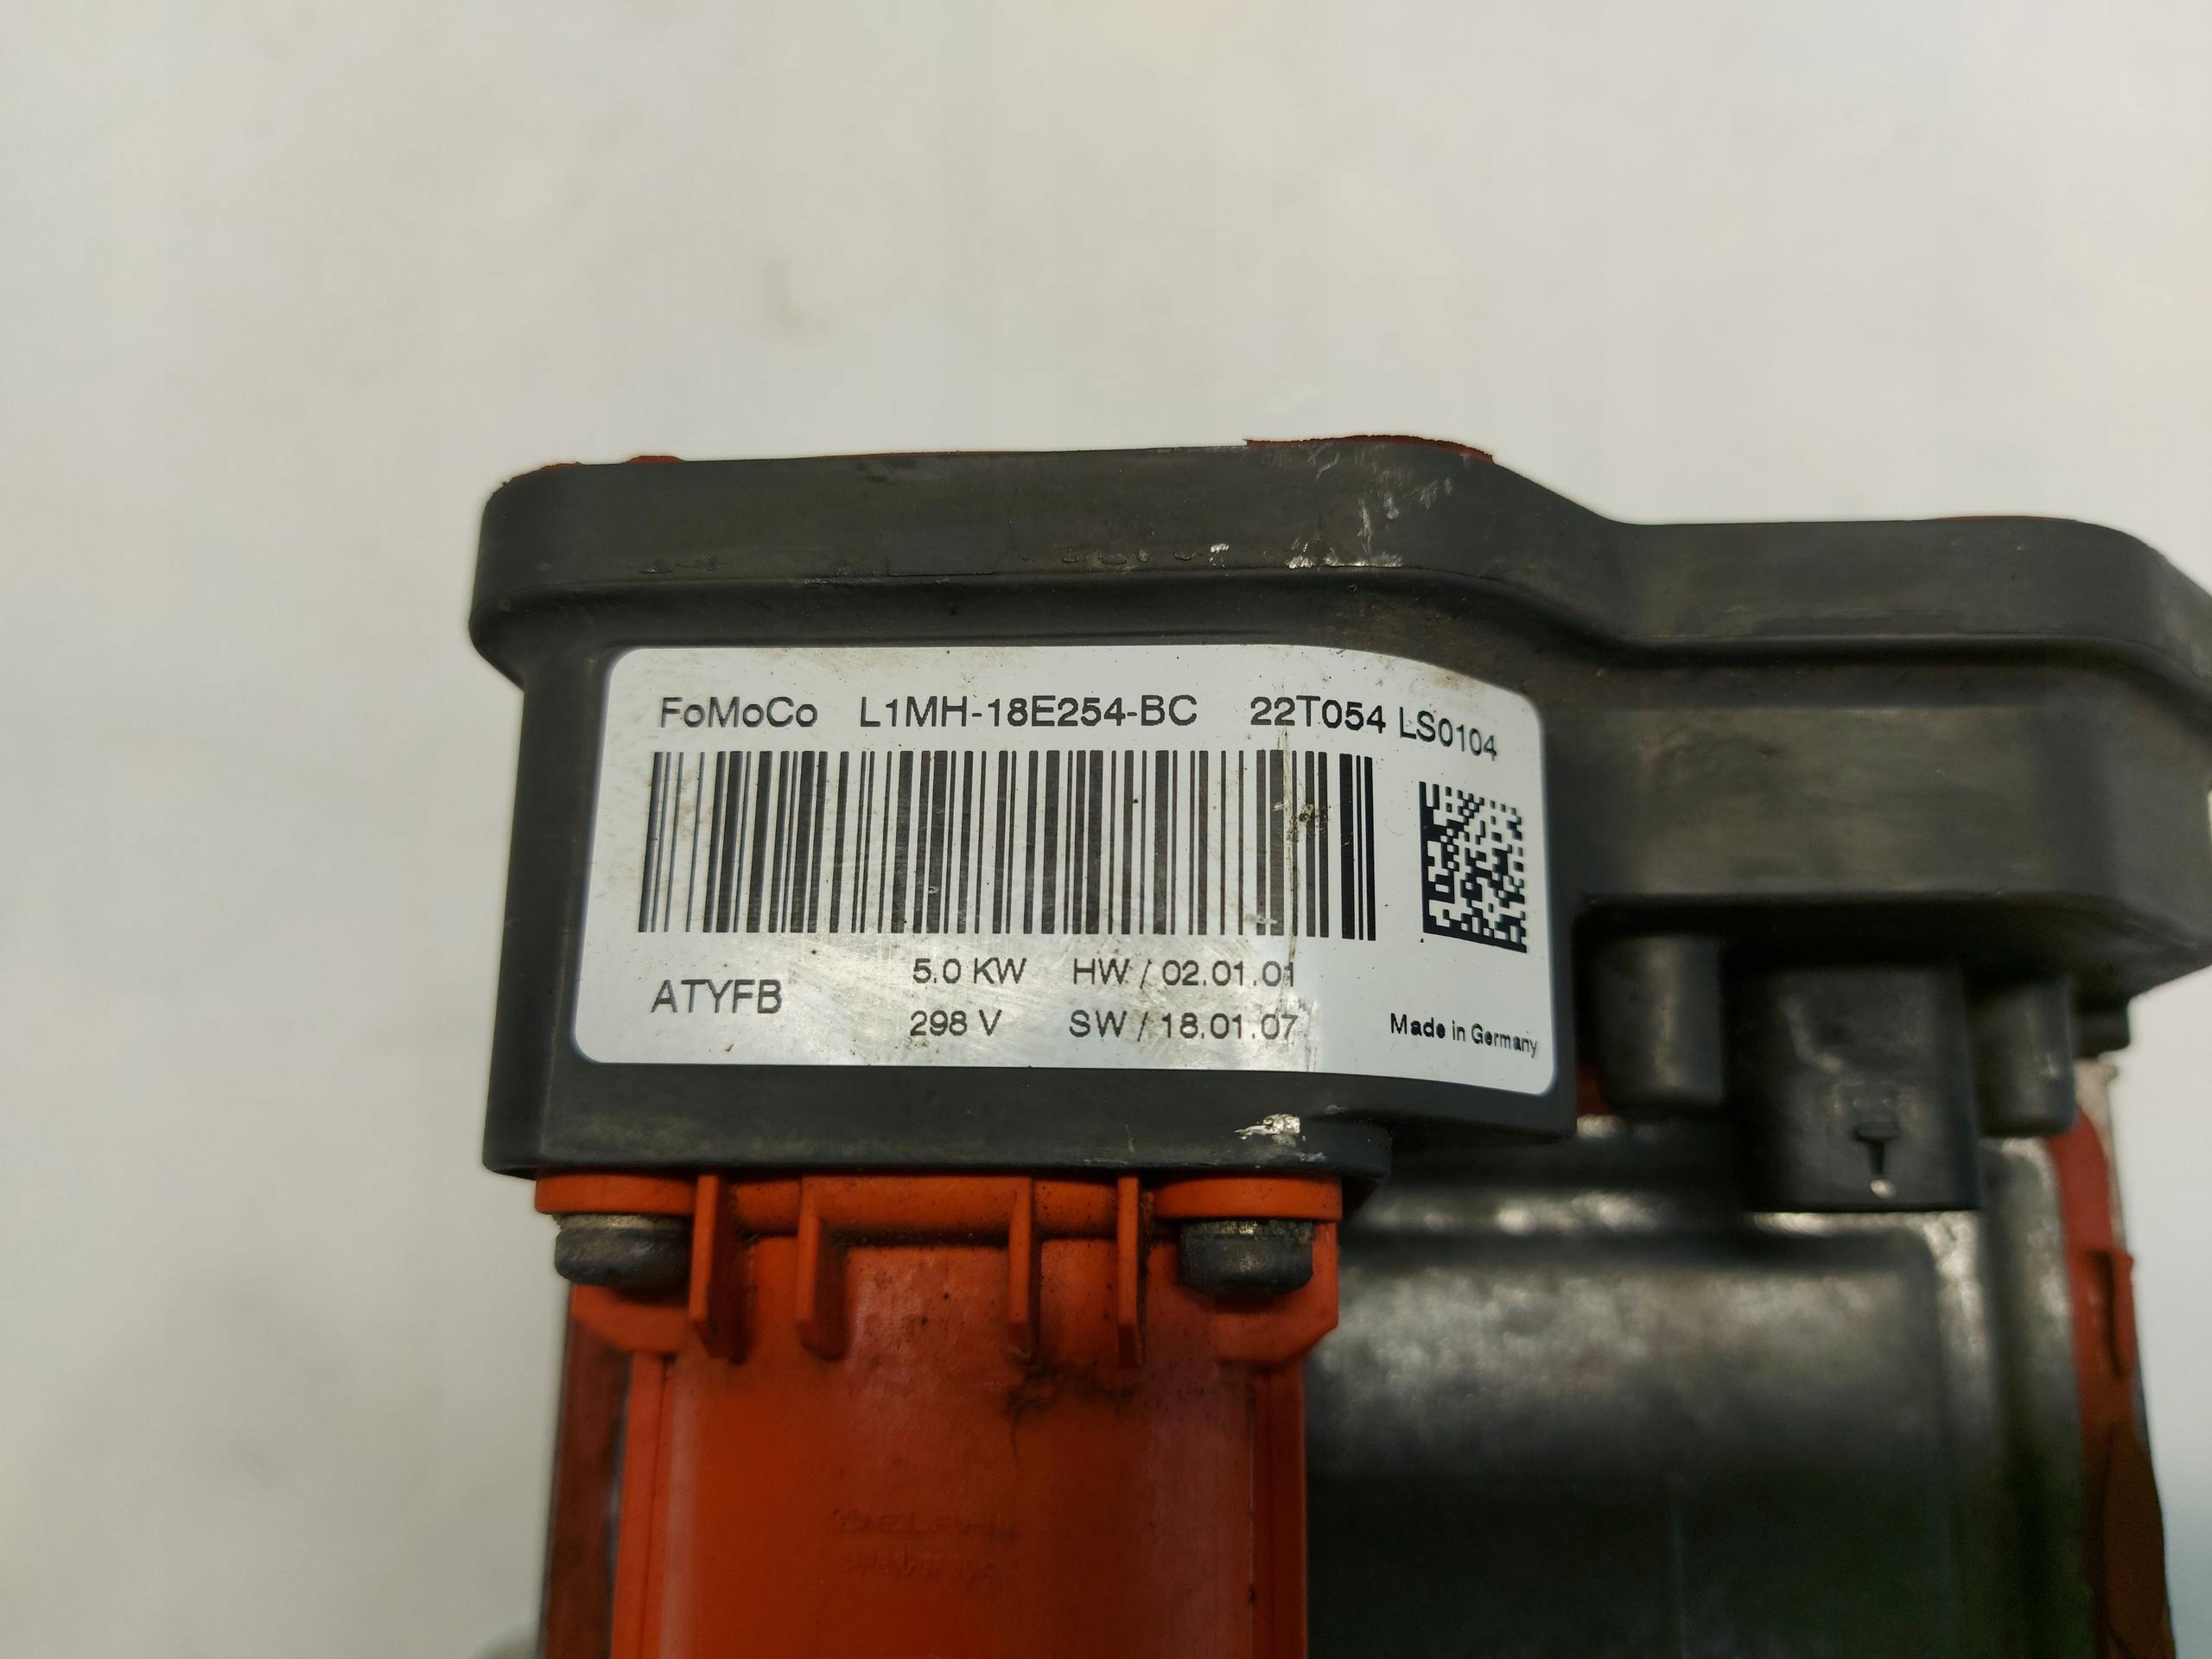 FoMoCo L1MH-18E254-BC 22T054 LS0104
ATYFB
5.0 KW HW / 02.01.01
298 V SW / 18.01.07
Made in Germany